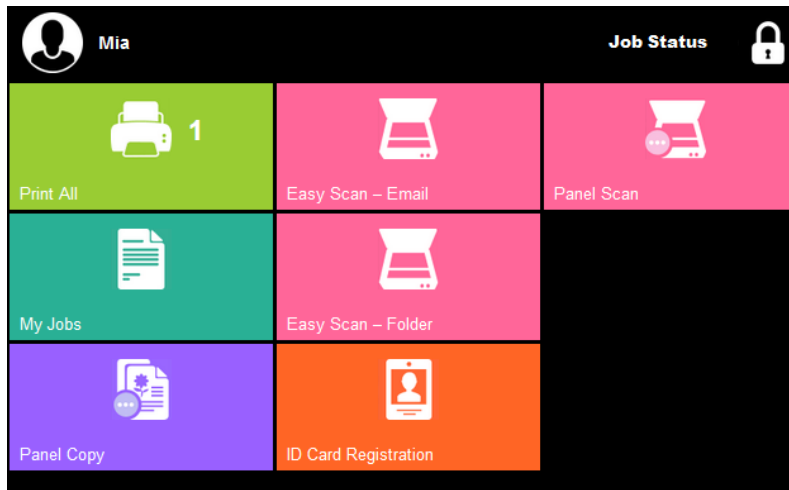 Mia
Job Status
1
Print All
Easy Scan – Email
Panel Scan
My Jobs
Easy Scan – Folder
Panel Copy
ID Card Registration